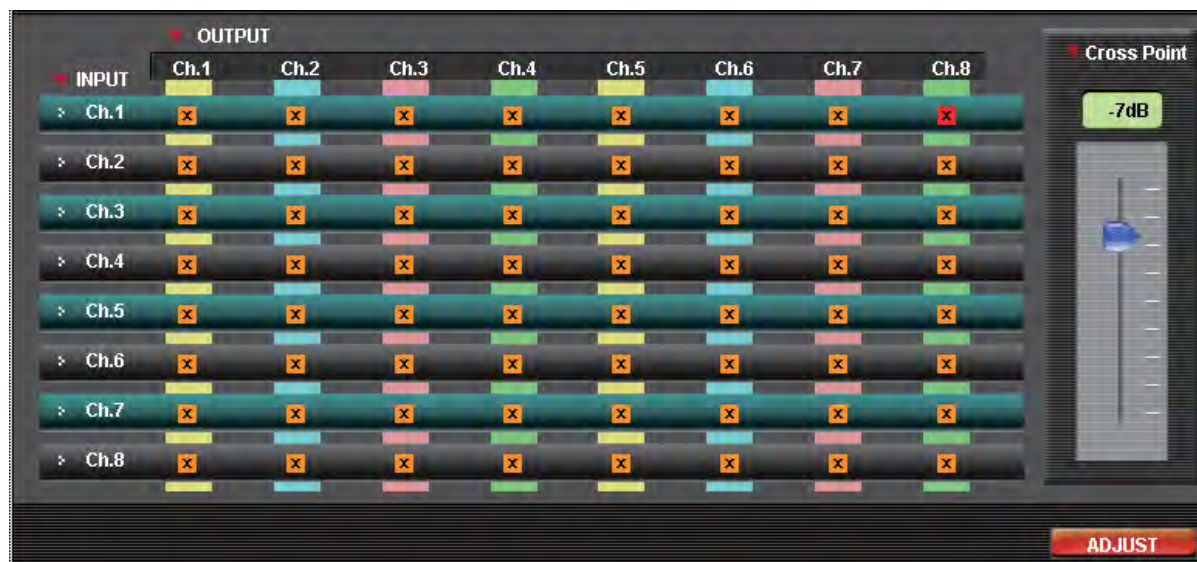 OUTPUT
INPUT Ch.1 Ch.2 Ch.3 Ch.4 Ch.5 Ch.6 Ch.7 Ch.8
Ch.1 x x x x x x x x
Ch.2 x x x x x x x x
Ch.3 x x x x x x x x
Ch.4 x x x x x x x x
Ch.5 x x x x x x x x
Ch.6 x x x x x x x x
Ch.7 x x x x x x x x
Ch.8 x x x x x x x x
Cross Point
-7dB
ADJUST